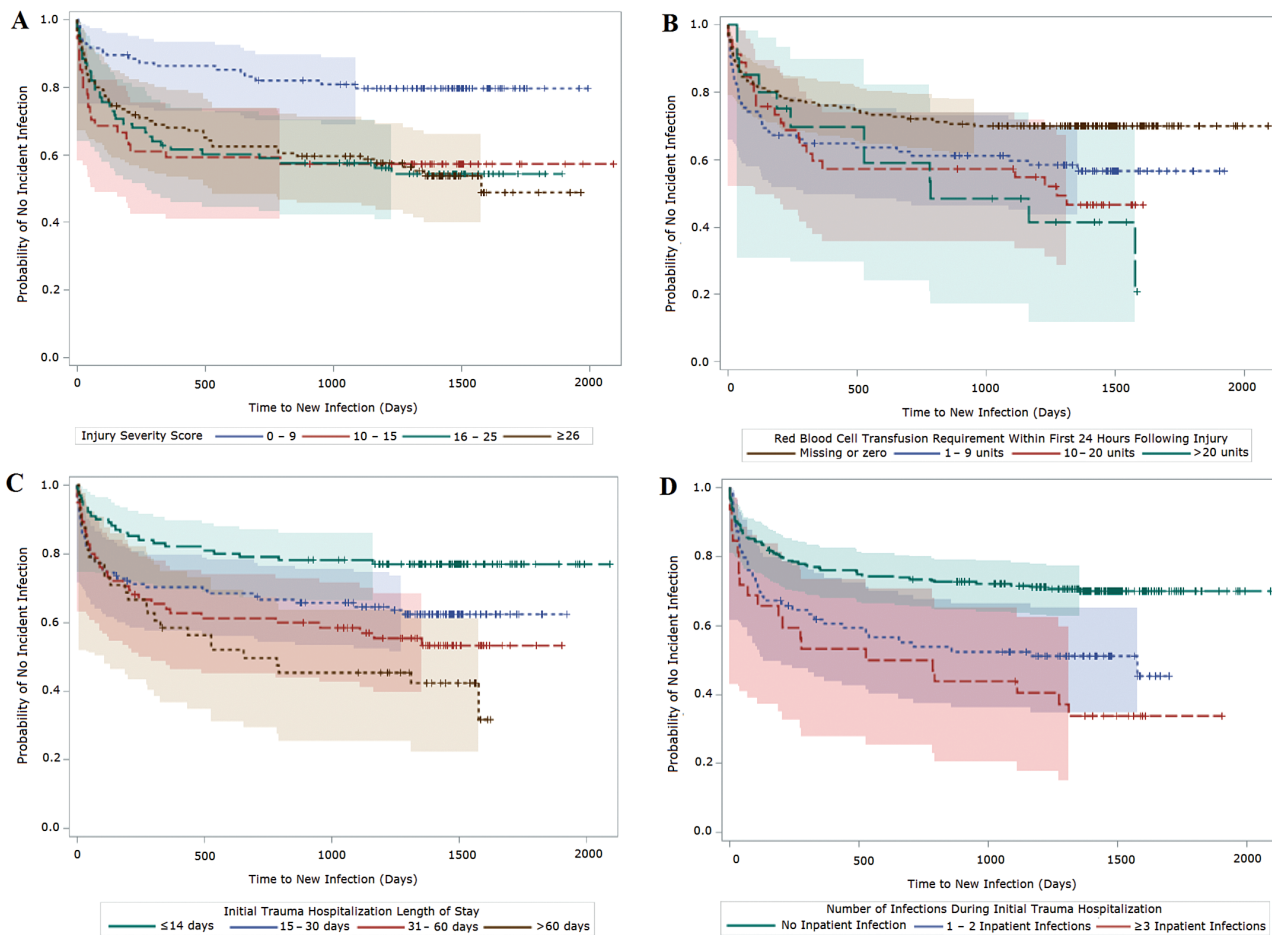 A
Probability of No Incident Infection
1.0
0.8
0.6
0.4
0.2
0.0
0 500 1000 1500 2000
Time to New Infection (Days)
Injury Severity Score 0 – 9 10 – 15 16 – 25 ≥26
B
Probability of No Incident Infection
1.0
0.8
0.6
0.4
0.2
0.0
0 500 1000 1500 2000
Time to New Infection (Days)
Red Blood Cell Transfusion Requirement Within First 24 Hours Following Injury
Missing or zero 1 – 9 units 10 – 20 units >20 units
C
Probability of No Incident Infection
1.0
0.8
0.6
0.4
0.2
0.0
0 500 1000 1500 2000
Time to New Infection (Days)
Initial Trauma Hospitalization Length of Stay
≤14 days 15 – 30 days 31 – 60 days >60 days
D
Probability of No Incident Infection
1.0
0.8
0.6
0.4
0.2
0.0
0 500 1000 1500 2000
Time to New Infection (Days)
Number of Infections During Initial Trauma Hospitalization
No Inpatient Infection 1 – 2 Inpatient Infections ≥3 Inpatient Infections